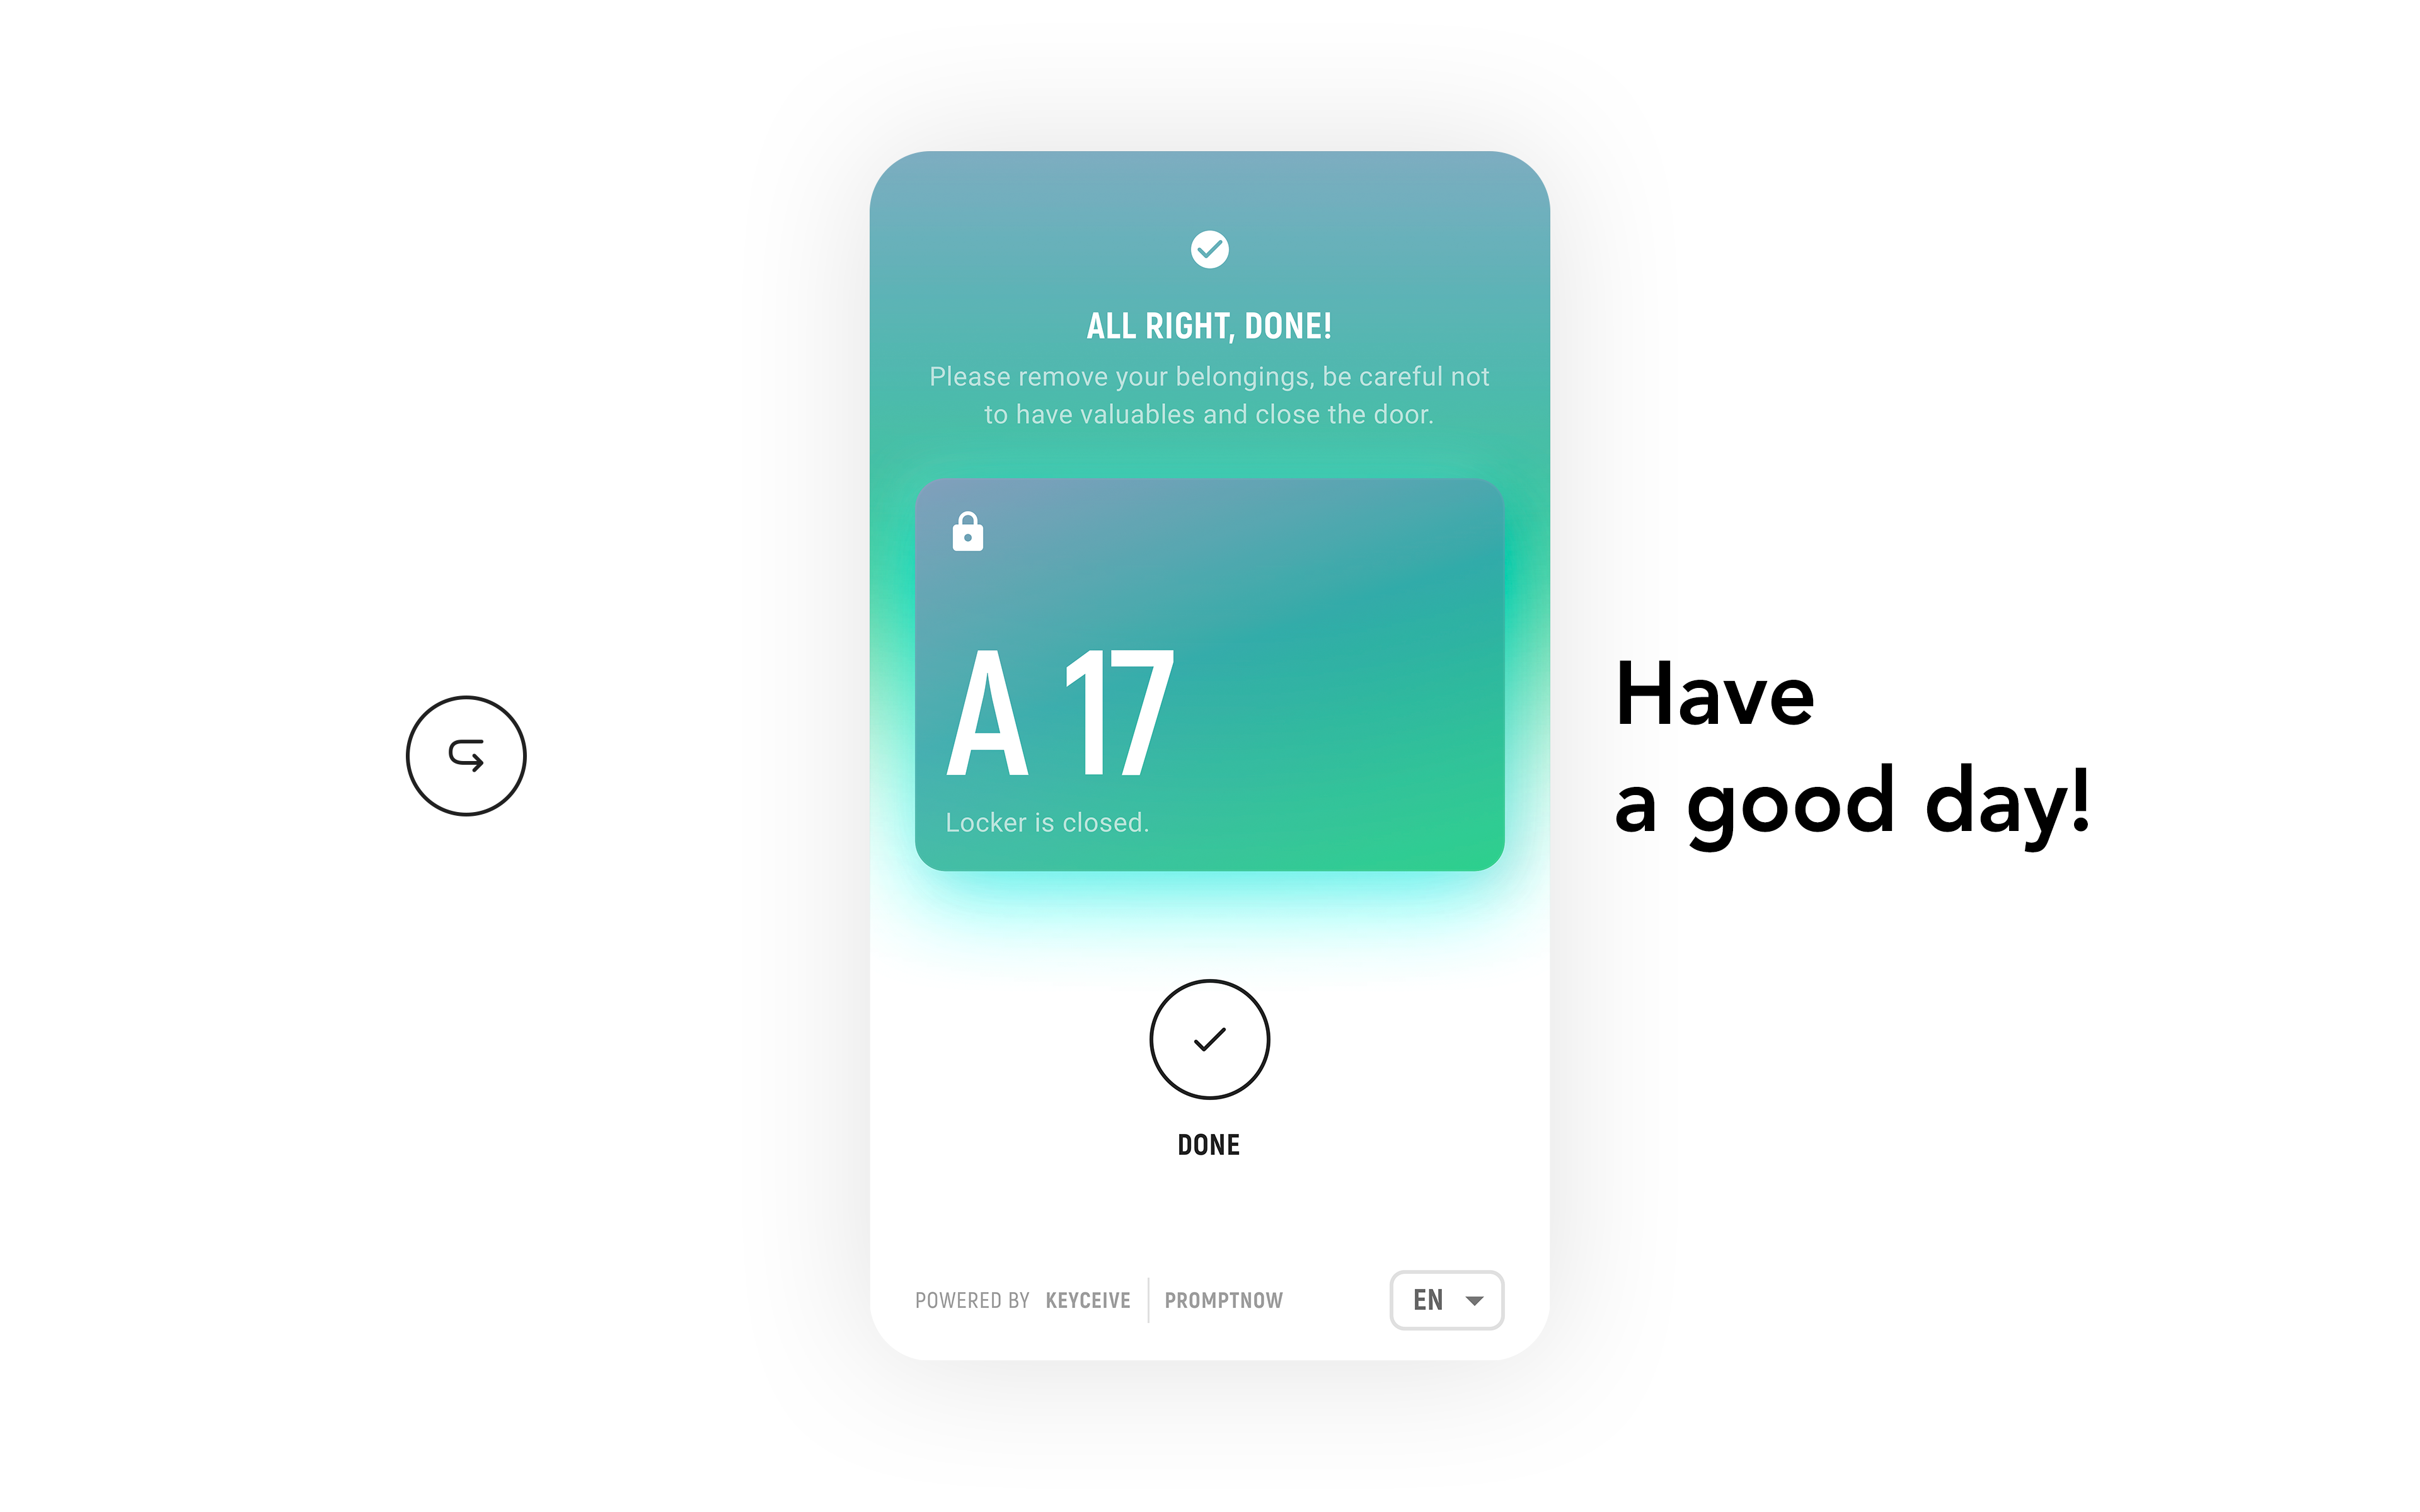 ALL RIGHT, DONE!
Please remove your belongings, be careful not
to have valuables and close the door.
A 17
Locker is closed.
DONE
POWERED BY KEYCEIVE PROMPTNOW
EN
Have
a good day!